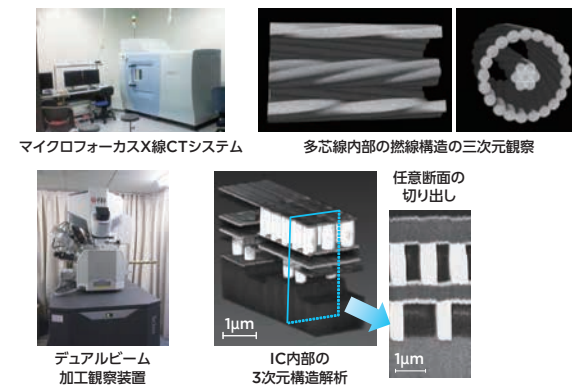 マイクロフォーカスX線CTシステム
多芯線内部の撚線構造の三次元観察
任意断面の
切り出し
1μm
1μm
デュアルビーム
加工観察装置
IC内部の
3次元構造解析